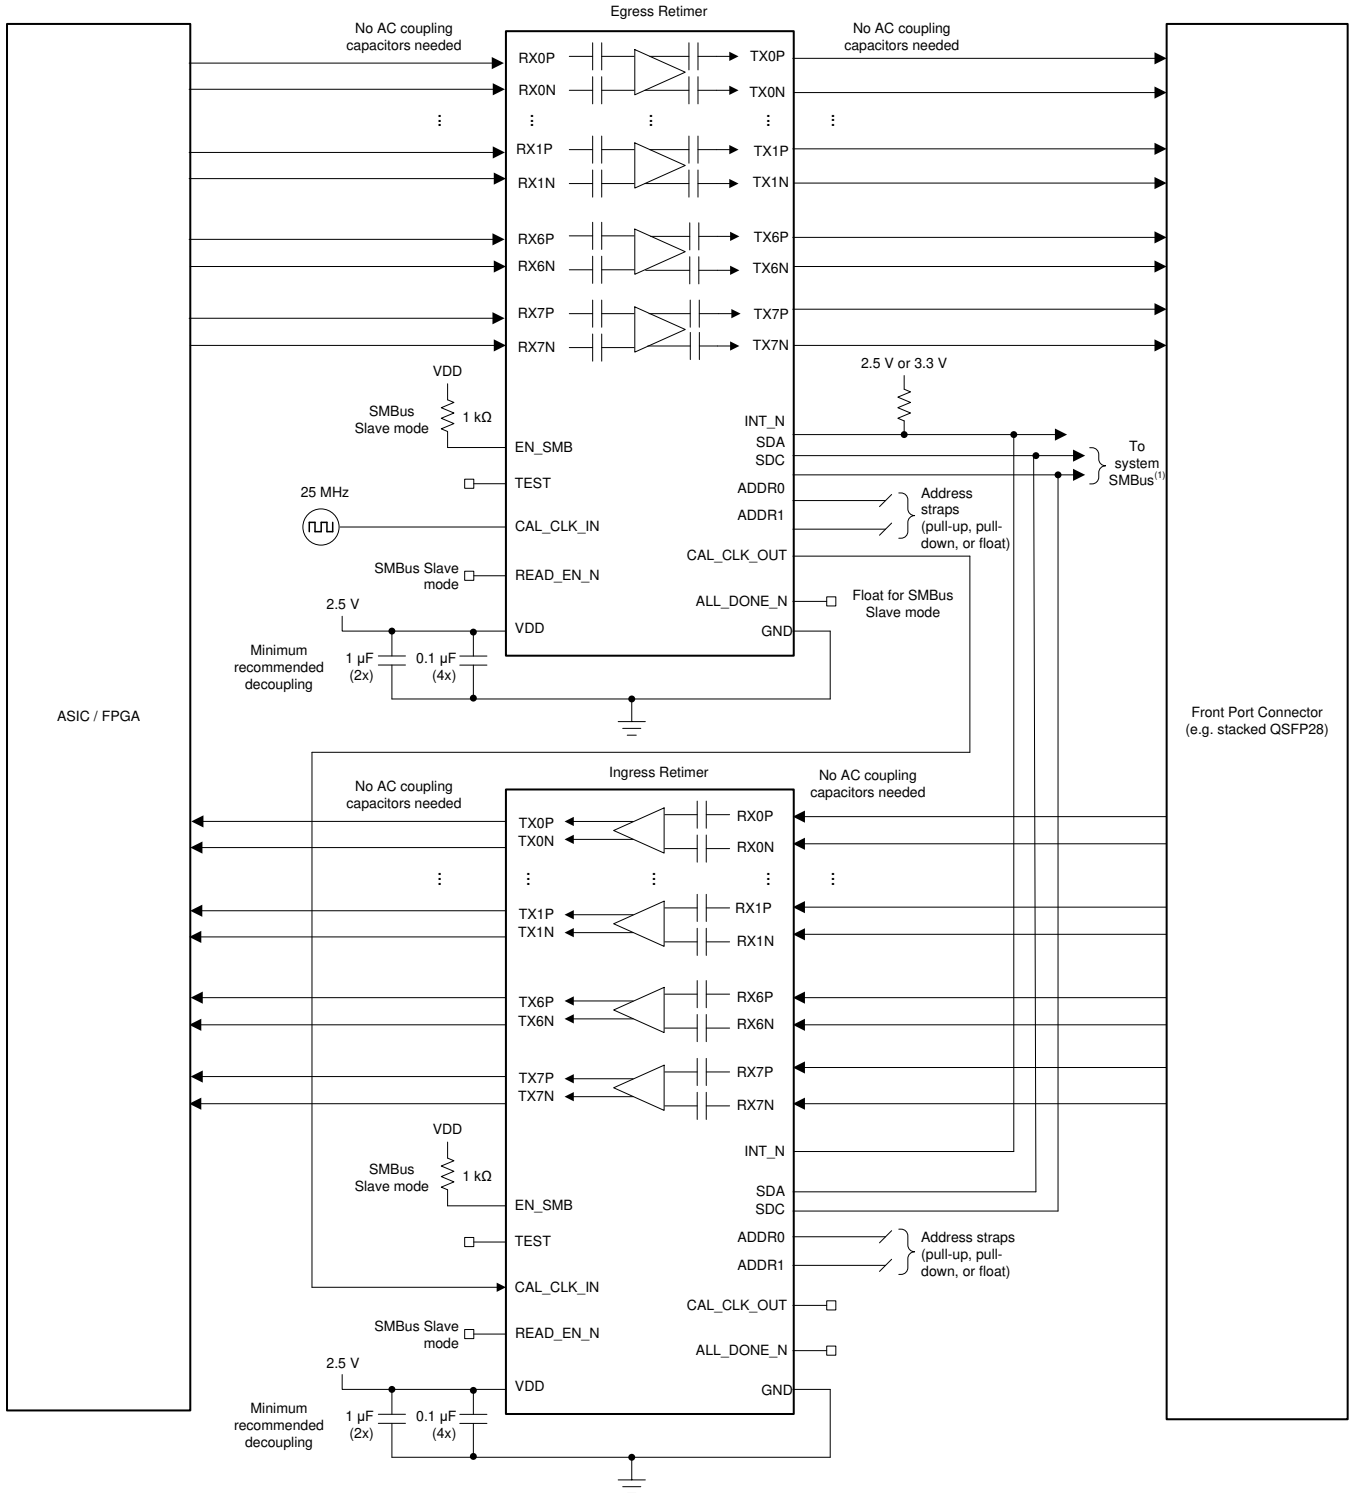 Egress Retimer
No AC coupling
capacitors needed
No AC coupling
capacitors needed
RX0P
TX0P
RX0N
TX0N
...
...
...
...
...
RX1P
TX1P
RX1N
TX1N
RX6P
TX6P
RX6N
TX6N
RX7P
TX7P
RX7N
TX7N
VDD
SMBus
Slave mode
1 kΩ
EN_SMB
TEST
25 MHz
CAL_CLK_IN
SMBus Slave
mode
READ_EN_N
2.5 V
VDD
Minimum
recommended
decoupling
1 µF
(2x)
0.1 µF
(4x)
2.5 V or 3.3 V
INT_N
SDA
SDC
To
system
SMBus(1)
ADDR0
ADDR1
Address
straps
(pull-up, pull-
down, or float)
CAL_CLK_OUT
ALL_DONE_N
Float for SMBus
Slave mode
GND
ASIC / FPGA
Front Port Connector
(e.g. stacked QSFP28)
Ingress Retimer
No AC coupling
capacitors needed
No AC coupling
capacitors needed
TX0P
RX0P
TX0N
RX0N
...
...
...
...
...
TX1P
RX1P
TX1N
RX1N
TX6P
RX6P
TX6N
RX6N
TX7P
RX7P
TX7N
RX7N
VDD
SMBus
Slave mode
1 kΩ
EN_SMB
TEST
CAL_CLK_IN
SMBus Slave
mode
READ_EN_N
2.5 V
VDD
Minimum
recommended
decoupling
1 µF
(2x)
0.1 µF
(4x)
INT_N
SDA
SDC
ADDR0
ADDR1
Address straps
(pull-up, pull-
down, or float)
CAL_CLK_OUT
ALL_DONE_N
GND